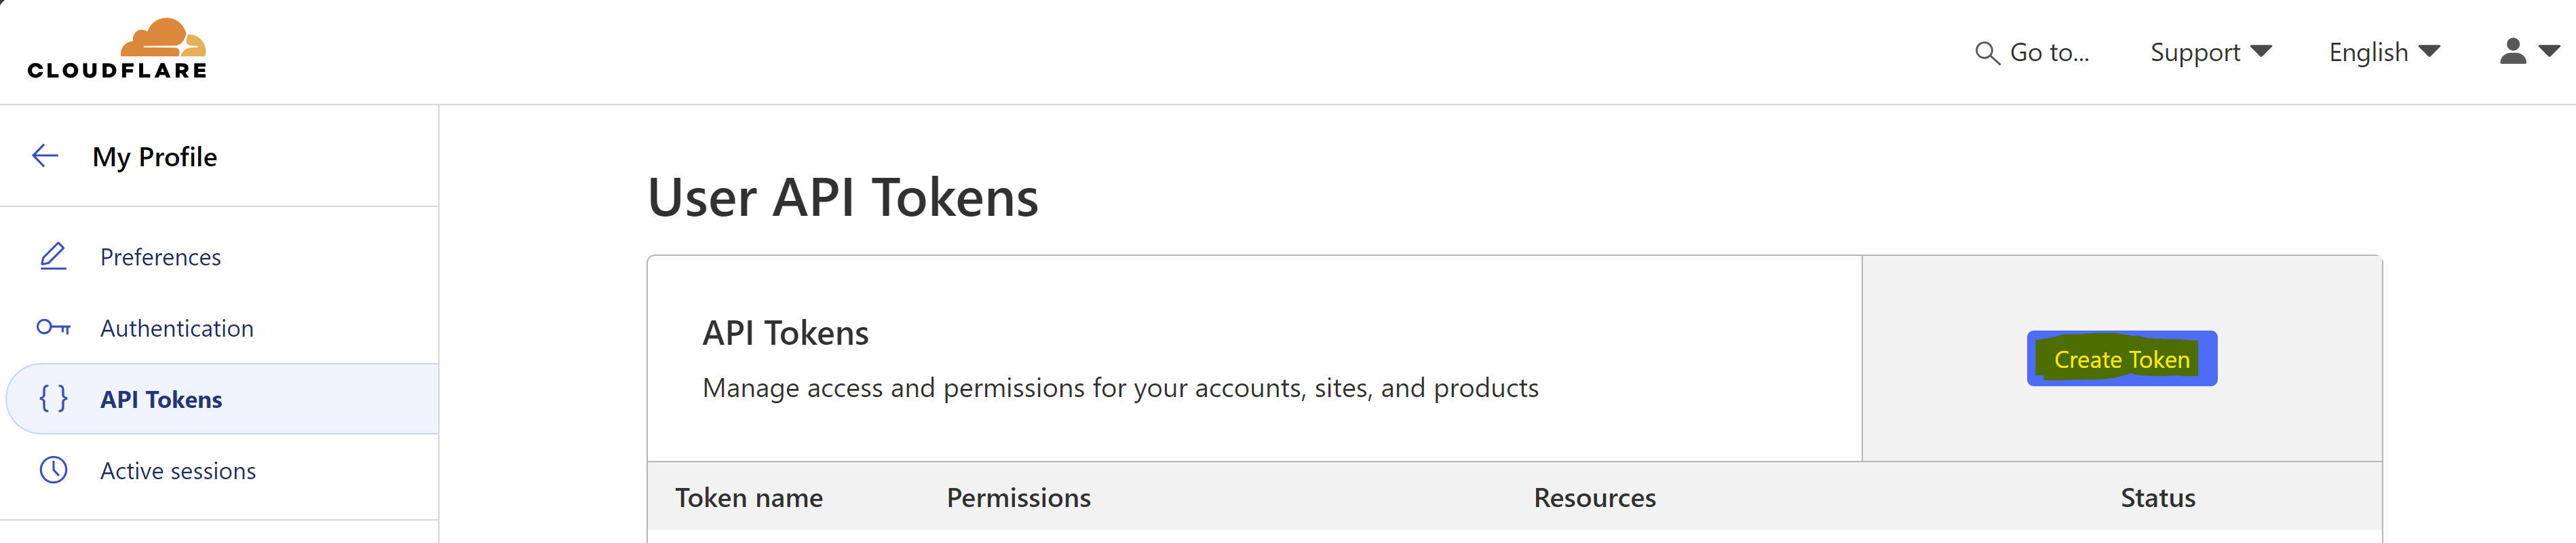 CLOUDFLARE
Go to...
Support
English
My Profile
Preferences
Authentication
{ } API Tokens
Active sessions
User API Tokens
API Tokens
Manage access and permissions for your accounts, sites, and products
Create Token
Token name Permissions Resources Status